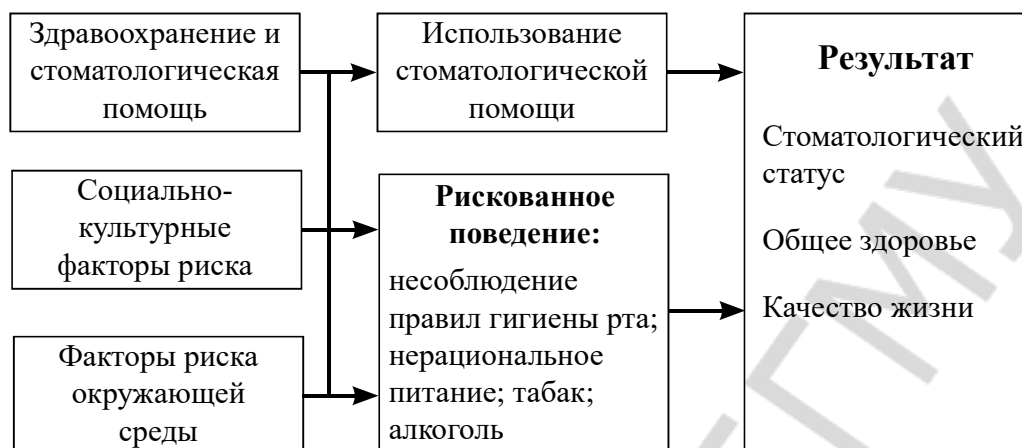 Здравоохранение и
стоматологическая
помощь
Социально-
культурные
факторы риска
Факторы риска
окружающей
среды
Использование
стоматологической
помощи
Рискованное
поведение:
несоблюдение
правил гигиены рта;
нерациональное
питание; табак;
алкоголь
Результат
Стоматологический
статус
Общее здоровье
Качество жизни
ГМУ